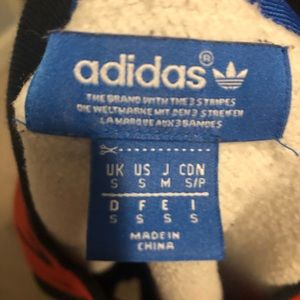 adidas ®
THE BRAND WITH THE 3 STRIPES
DIE WELTMARKE MIT DEN 3 STREIFEN
LA MARQUE AUX 3 BANDES
UK US J CDN
S S M S/P
D F E I
S S S S
MADE IN
CHINA